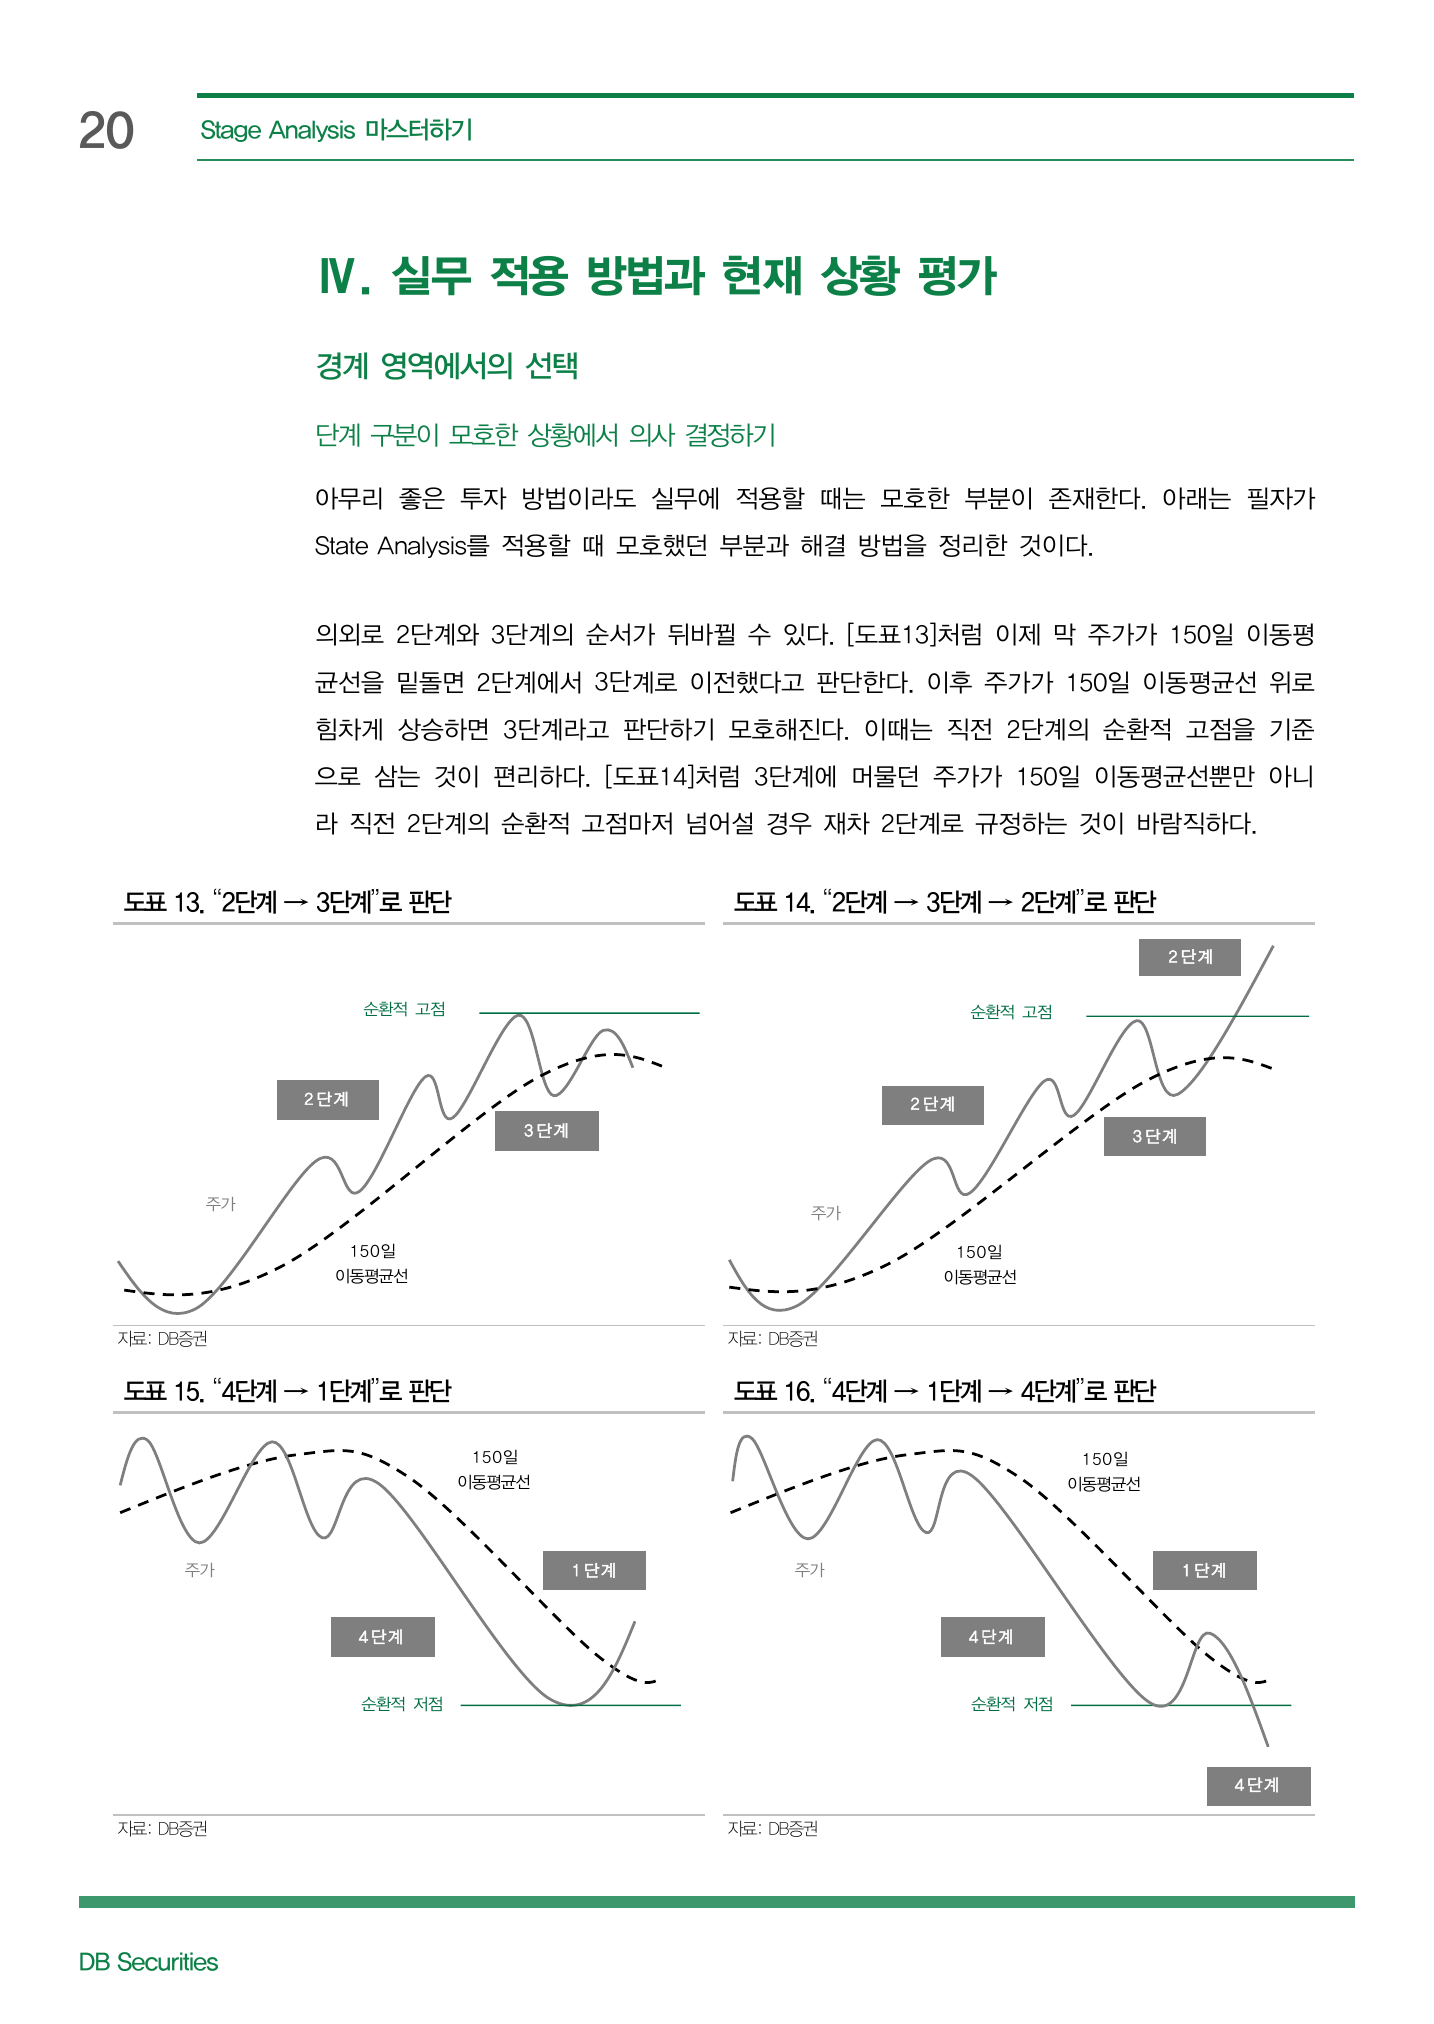 20
Stage Analysis 마스터하기
Ⅳ. 실무 적용 방법과 현재 상황 평가
경계 영역에서의 선택
단계 구분이 모호한 상황에서 의사 결정하기
아무리 좋은 투자 방법이라도 실무에 적용할 때는 모호한 부분이 존재한다. 아래는 필자가
State Analysis를 적용할 때 모호했던 부분과 해결 방법을 정리한 것이다.
의외로 2단계와 3단계의 순서가 뒤바뀔 수 있다. [도표13]처럼 이제 막 주가가 150일 이동평
균선을 밑돌면 2단계에서 3단계로 이전했다고 판단한다. 이후 주가가 150일 이동평균선 위로
힘차게 상승하면 3단계라고 판단하기 모호해진다. 이때는 직전 2단계의 순환적 고점을 기준
으로 삼는 것이 편리하다. [도표14]처럼 3단계에 머물던 주가가 150일 이동평균선뿐만 아니
라 직전 2단계의 순환적 고점마저 넘어설 경우 재차 2단계로 규정하는 것이 바람직하다.
도표 13. “2단계 → 3단계”로 판단
순환적 고점
2단계
3단계
주가
150일
이동평균선
자료: DB증권
도표 14. “2단계 → 3단계 → 2단계”로 판단
2단계
순환적 고점
2단계
3단계
주가
150일
이동평균선
자료: DB증권
도표 15. “4단계 → 1단계”로 판단
150일
이동평균선
주가
1단계
4단계
순환적 저점
자료: DB증권
도표 16. “4단계 → 1단계 → 4단계”로 판단
150일
이동평균선
주가
1단계
4단계
순환적 저점
4단계
자료: DB증권
DB Securities